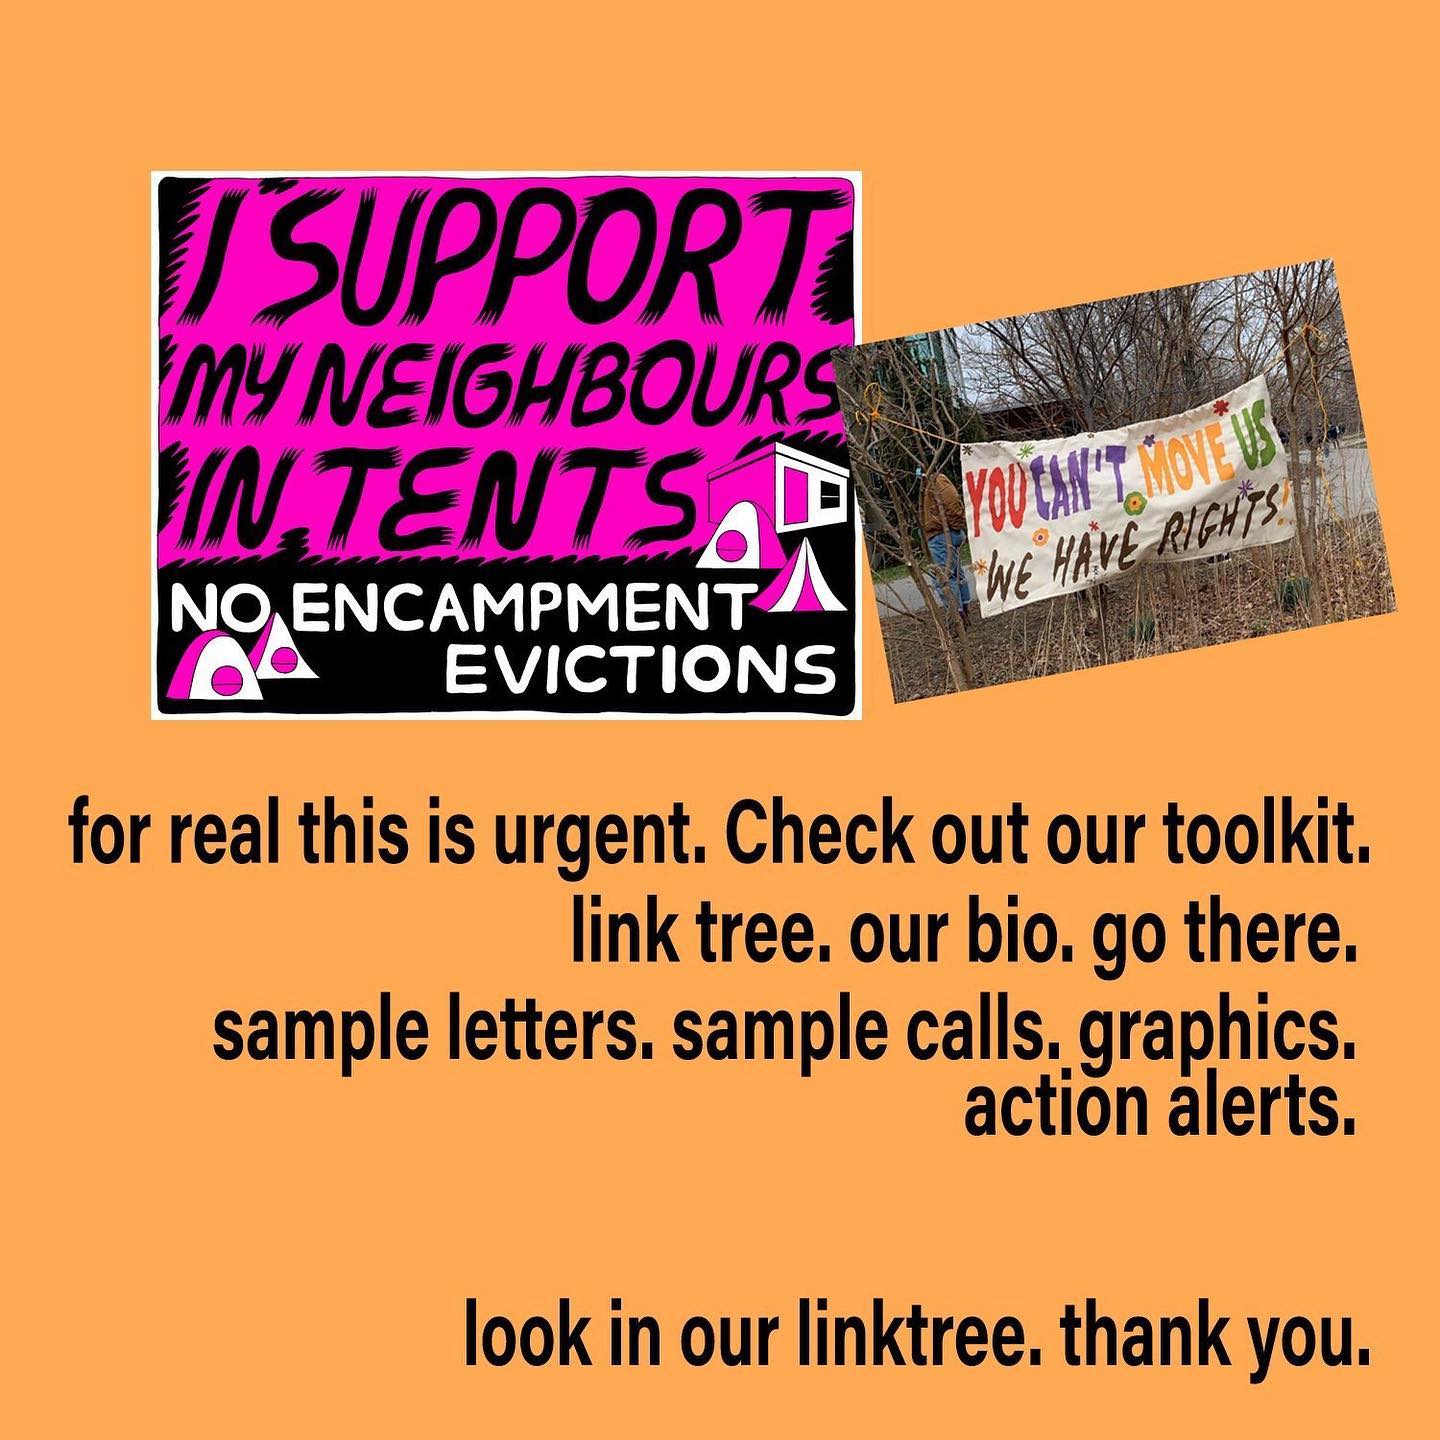 I SUPPORT
MY NEIGHBOURS
IN TENTS
NO ENCAMPMENT
EVICTIONS
YOU CAN'T MOVE US
WE HAVE RIGHTS!
for real this is urgent. Check out our toolkit.
link tree. our bio. go there.
sample letters. sample calls. graphics.
action alerts.
look in our linktree. thank you.